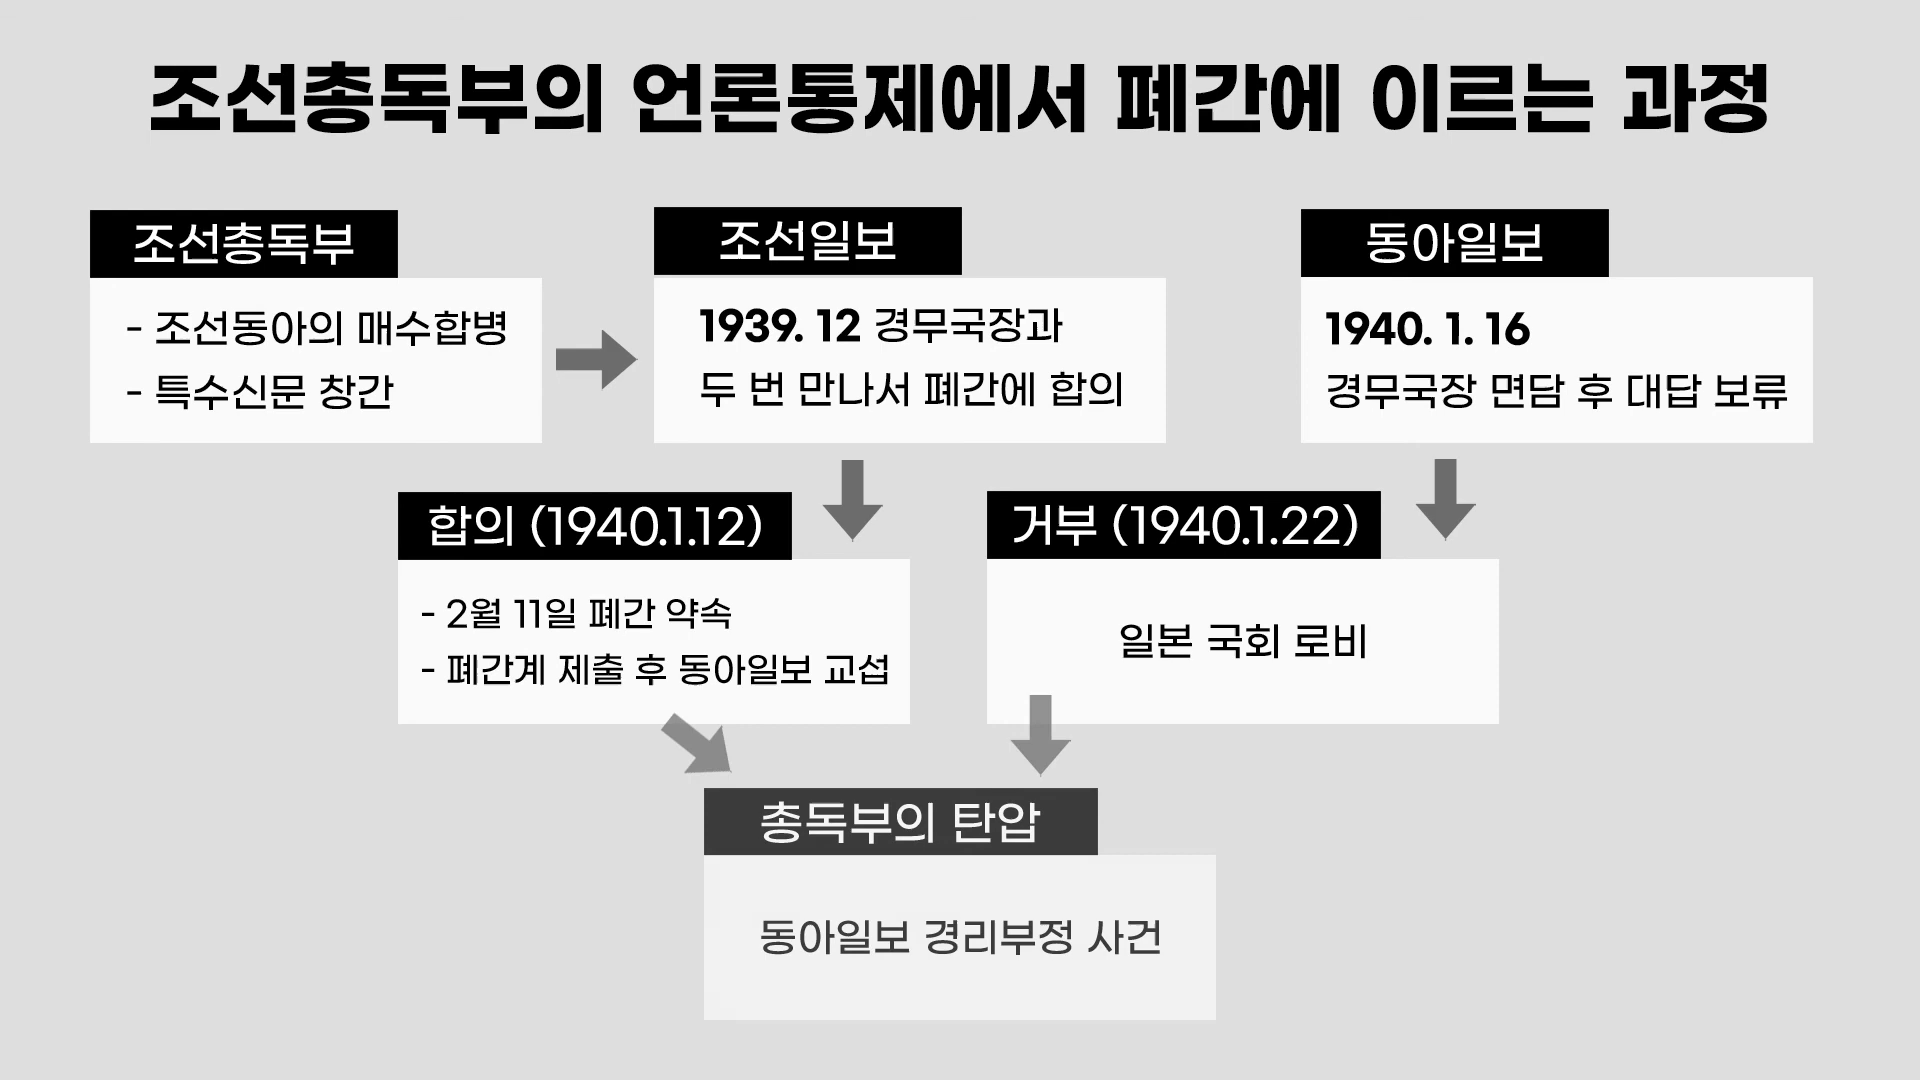 조선총독부의 언론통제에서 폐간에 이르는 과정
조선총독부
- 조선동아의 매수합병
- 특수신문 창간
조선일보
1939. 12 경무국장과
두 번 만나서 폐간에 합의
동아일보
1940. 1. 16
경무국장 면담 후 대답 보류
합의 (1940.1.12)
- 2월 11일 폐간 약속
- 폐간계 제출 후 동아일보 교섭
거부 (1940.1.22)
일본 국회 로비
총독부의 탄압
동아일보 경리부정 사건